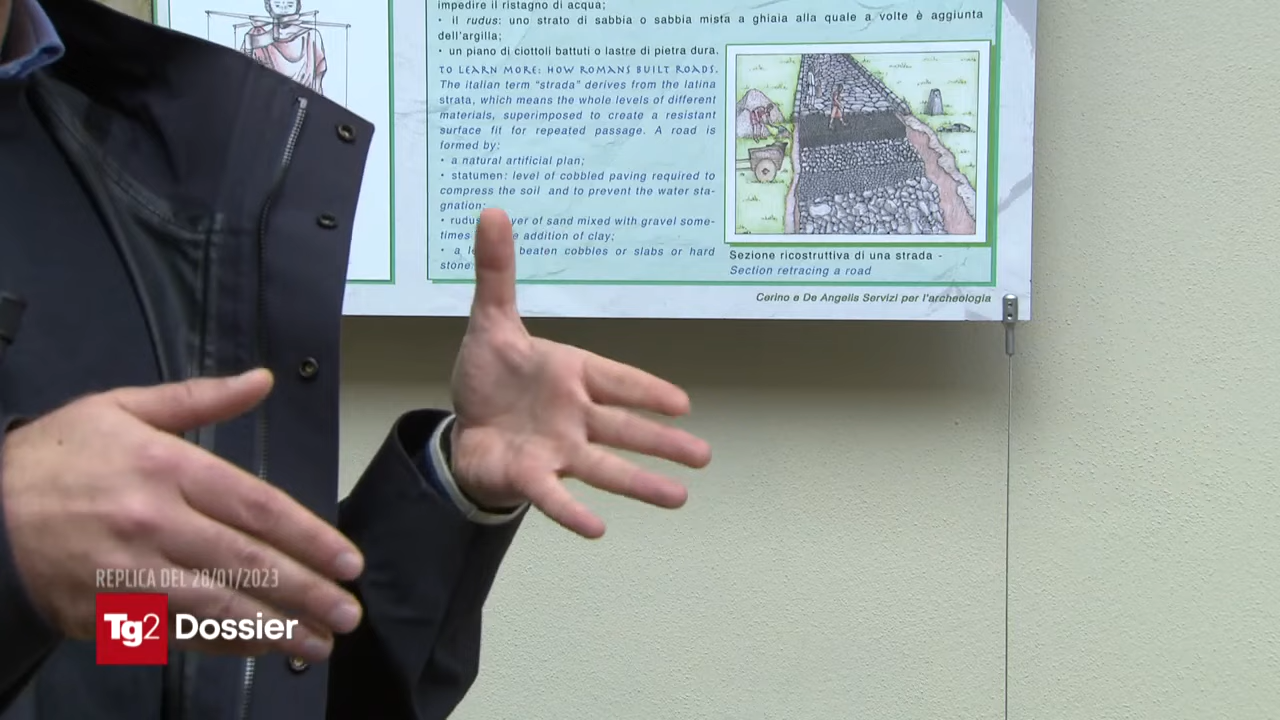 impedire il ristagno di acqua;
• il rudus: uno strato di sabbia o sabbia mista a ghiaia alla quale a volte è aggiunta
dell'argilla;
• un piano di ciottoli battuti o lastre di pietra dura.
TO LEARN MORE: HOW ROMANS BUILT ROADS.
The italian term "strada" derives from the latina
strata, which means the whole levels of different
materials, superimposed to create a resistant
surface fit for repeated passage. A road is
formed by:
• a natural artificial plan;
• statumen: level of cobbled paving required to
compress the soil and to prevent the water sta-
gnation;
• rudus yer of sand mixed with gravel some-
times e addition of clay;
• a le beaten cobbies or slabs or hard
stone.
Sezione ricostruttiva di una strada -
Section retracing a road
Cerino e De Angelis Servizi per l'archeologia
REPLICA DEL 28/01/2023
Tg2 Dossier